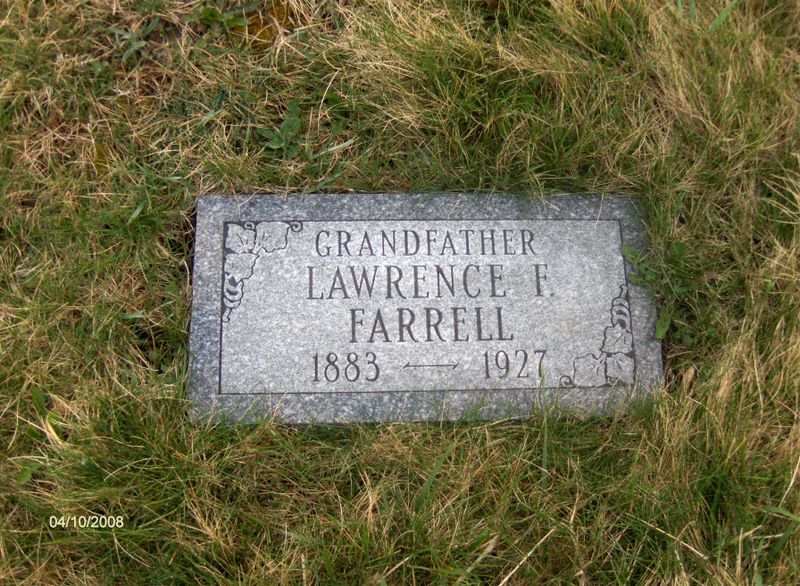 GRANDFATHER
LAWRENCE F.
FARRELL
1883 ⟷ 1927
04/10/2008